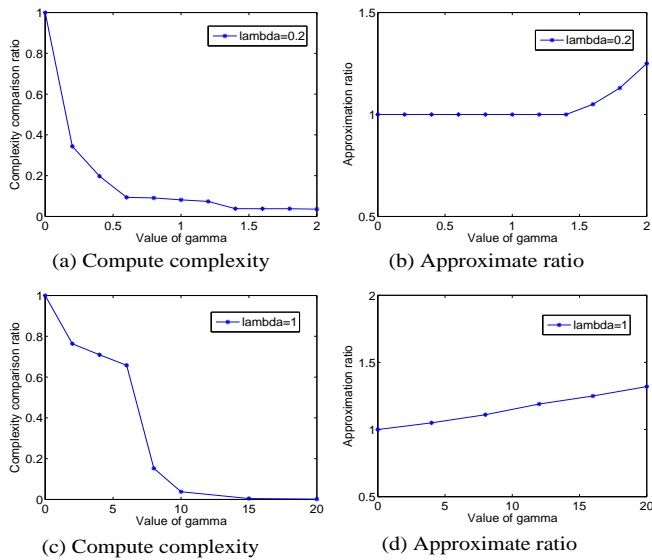 1
0.8
0.6
0.4
0.2
0
0 0.5 1 1.5 2
Complexity comparison ratio
Value of gamma
lambda=0.2
(a) Compute complexity
1.5
1
0.5
0 0.5 1 1.5 2
Approximation ratio
Value of gamma
lambda=0.2
(b) Approximate ratio
1
0.8
0.6
0.4
0.2
0
0 5 10 15 20
Complexity comparison ratio
Value of gamma
lambda=1
(c) Compute complexity
2
1.5
1
0.5
0 4 8 12 16 20
Approximation ratio
Value of gamma
lambda=1
(d) Approximate ratio